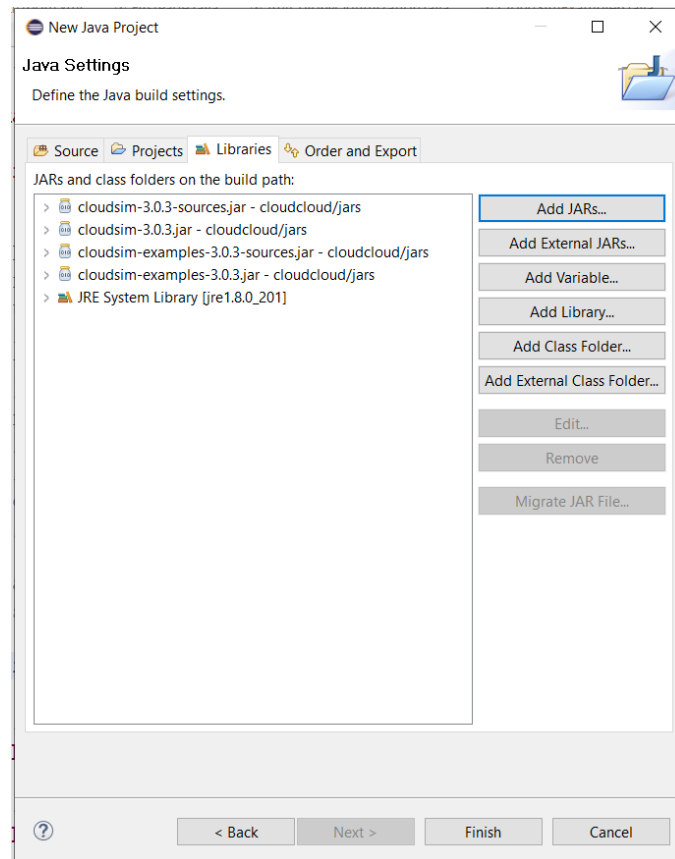 New Java Project
Java Settings
Define the Java build settings.
Source Projects Libraries Order and Export
JARs and class folders on the build path:
cloudsim-3.0.3-sources.jar - cloudcloud/jars
cloudsim-3.0.3.jar - cloudcloud/jars
cloudsim-examples-3.0.3-sources.jar - cloudcloud/jars
cloudsim-examples-3.0.3.jar - cloudcloud/jars
JRE System Library [jre1.8.0_201]
Add JARs...
Add External JARs...
Add Variable...
Add Library...
Add Class Folder...
Add External Class Folder...
Edit...
Remove
Migrate JAR File...
< Back Next > Finish Cancel